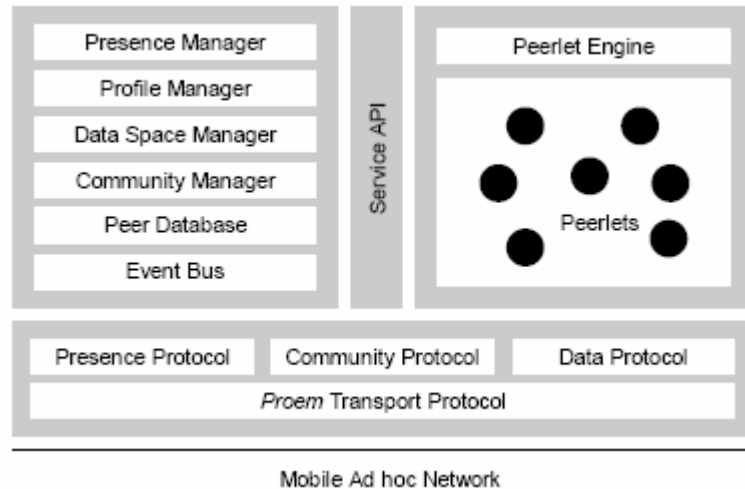 Presence Manager
Profile Manager
Data Space Manager
Community Manager
Peer Database
Event Bus
Service API
Peerlet Engine
Peerlets
Presence Protocol
Community Protocol
Data Protocol
Proem Transport Protocol
Mobile Ad hoc Network